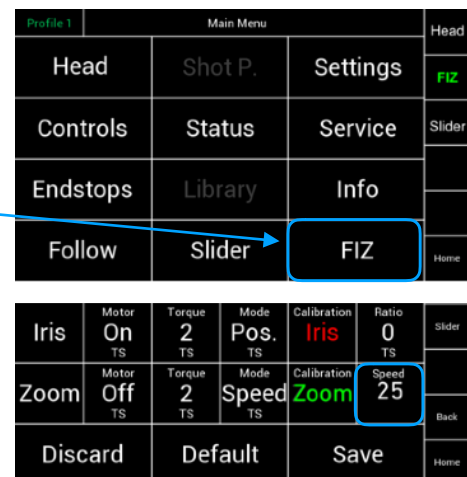 Profile 1 Main Menu Head
Head Shot P. Settings FIZ
Controls Status Service Slider
Endstops Library Info
Follow Slider FIZ Home
Motor Torque Mode Calibration Ratio
Iris On 2 Pos. Iris 0 Slider
TS TS TS TS
Motor Torque Mode Calibration Speed
Zoom Off 2 Speed Zoom 25
TS TS TS Back
Discard Default Save Home